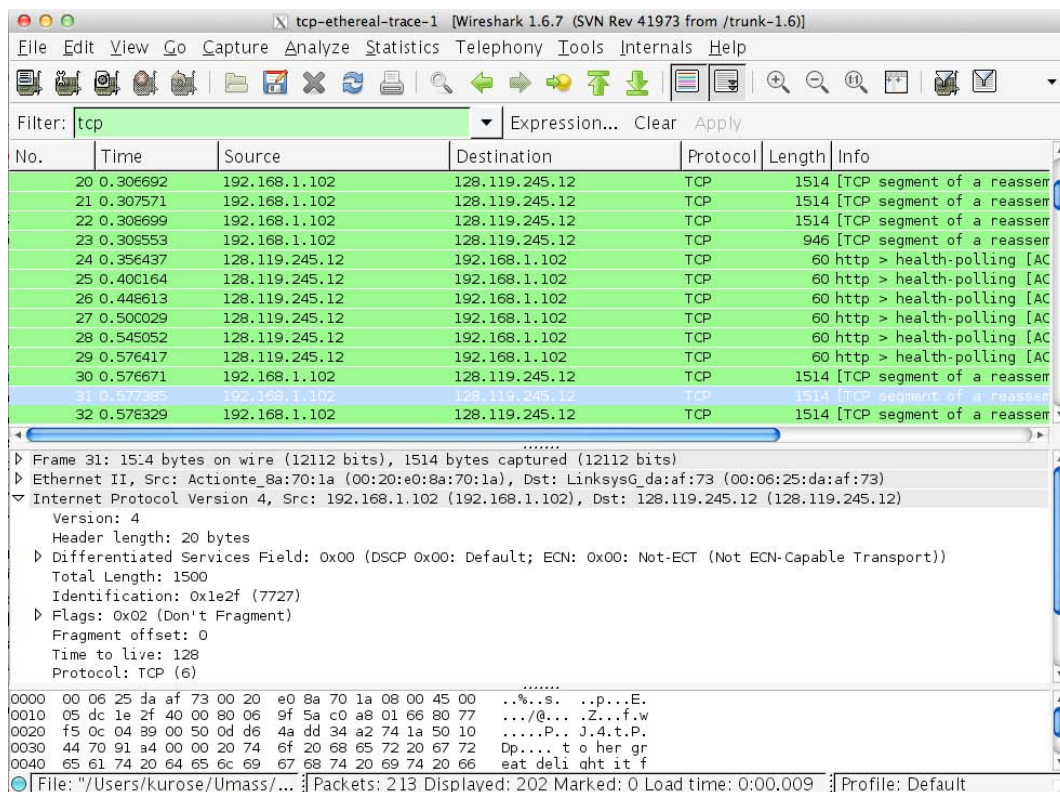 tcp-ethereal-trace-1 [Wireshark 1.6.7 (SVN Rev 41973 from /trunk-1.6)]
File Edit View Go Capture Analyze Statistics Telephony Tools Internals Help
Filter: tcp Expression... Clear Apply
No. Time Source Destination Protocol Length Info
20 0.306692 192.168.1.102 128.119.245.12 TCP 1514 [TCP segment of a reassem
21 0.307571 192.168.1.102 128.119.245.12 TCP 1514 [TCP segment of a reassem
22 0.308699 192.168.1.102 128.119.245.12 TCP 1514 [TCP segment of a reassem
23 0.309553 192.168.1.102 128.119.245.12 TCP 946 [TCP segment of a reassem
24 0.356437 128.119.245.12 192.168.1.102 TCP 60 http > health-polling [AC
25 0.400164 128.119.245.12 192.168.1.102 TCP 60 http > health-polling [AC
26 0.448613 128.119.245.12 192.168.1.102 TCP 60 http > health-polling [AC
27 0.500029 128.119.245.12 192.168.1.102 TCP 60 http > health-polling [AC
28 0.545052 128.119.245.12 192.168.1.102 TCP 60 http > health-polling [AC
29 0.576417 128.119.245.12 192.168.1.102 TCP 60 http > health-polling [AC
30 0.576671 192.168.1.102 128.119.245.12 TCP 1514 [TCP segment of a reassem
31 0.577385 192.168.1.102 128.119.245.12 TCP 1514 [TCP segment of a reassem
32 0.578329 192.168.1.102 128.119.245.12 TCP 1514 [TCP segment of a reassem
Frame 31: 1514 bytes on wire (12112 bits), 1514 bytes captured (12112 bits)
Ethernet II, Src: Actionte_8a:70:1a (00:20:e0:8a:70:1a), Dst: LinksysG_da:af:73 (00:06:25:da:af:73)
Internet Protocol Version 4, Src: 192.168.1.102 (192.168.1.102), Dst: 128.119.245.12 (128.119.245.12)
Version: 4
Header length: 20 bytes
Differentiated Services Field: 0x00 (DSCP 0x00: Default; ECN: 0x00: Not-ECT (Not ECN-Capable Transport))
Total Length: 1500
Identification: 0x1e2f (7727)
Flags: 0x02 (Don't Fragment)
Fragment offset: 0
Time to live: 128
Protocol: TCP (6)
0000 00 06 25 da af 73 00 20 e0 8a 70 1a 08 00 45 00 ..%..s. ..p...E.
0010 05 dc 1e 2f 40 00 80 06 9f 5a c0 a8 01 66 80 77 .../@... .Z...f.w
0020 f5 0c 04 89 00 50 0d d6 4a dd 34 a2 74 1a 50 10 .....P.. J.4.t.P.
0030 44 70 91 a4 00 00 20 74 6f 20 68 65 72 20 67 72 Dp.... t o her gr
0040 65 61 74 20 64 65 6c 69 67 68 74 20 69 74 20 66 eat deli ght it f
File: "/Users/kurose/Umass/... Packets: 213 Displayed: 202 Marked: 0 Load time: 0:00.009 Profile: Default